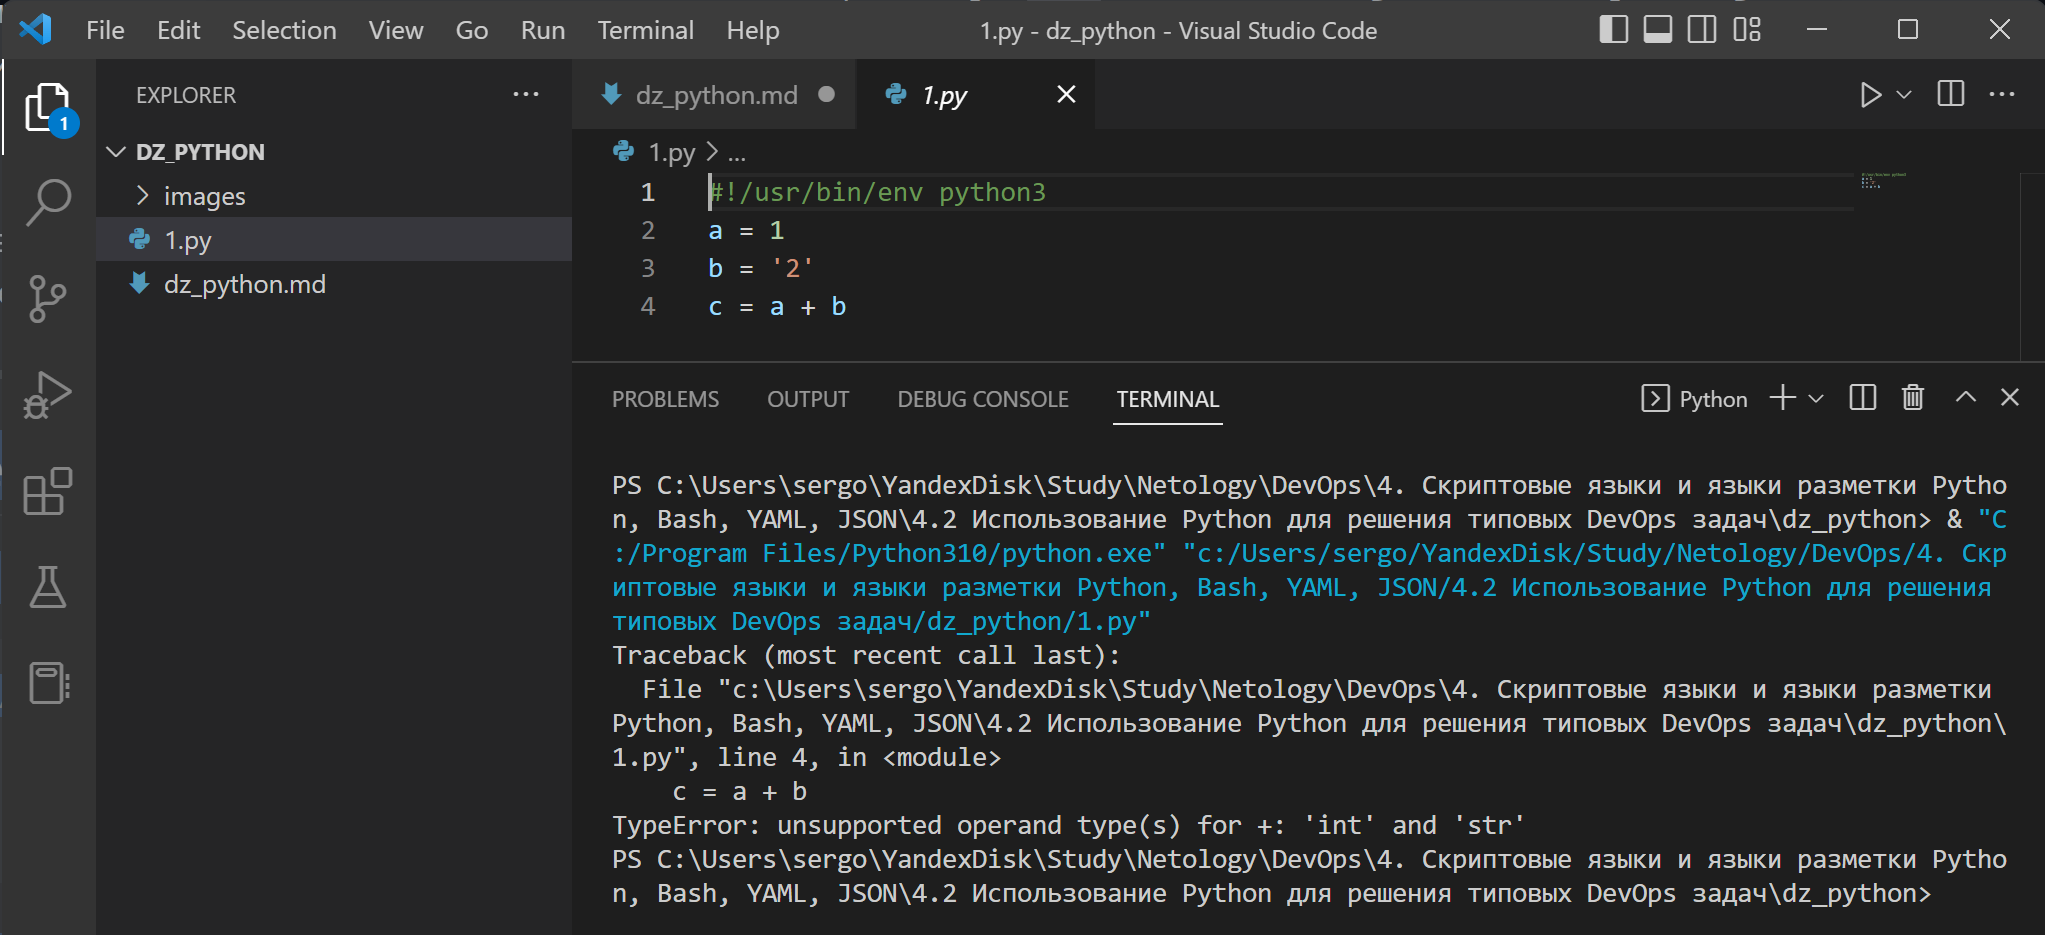 File Edit Selection View Go Run Terminal Help 1.py - dz_python - Visual Studio Code
EXPLORER
1
DZ_PYTHON
images
1.py
dz_python.md
dz_python.md 1.py
1.py > ...
1 #!/usr/bin/env python3
2 a = 1
3 b = '2'
4 c = a + b
PROBLEMS OUTPUT DEBUG CONSOLE TERMINAL Python
PS C:\Users\sergo\YandexDisk\Study\Netology\DevOps\4. Скриптовые языки и языки разметки Pytho
n, Bash, YAML, JSON\4.2 Использование Python для решения типовых DevOps задач\dz_python> & "C
:/Program Files/Python310/python.exe" "c:/Users/sergo/YandexDisk/Study/Netology/DevOps/4. Скр
иптовые языки и языки разметки Python, Bash, YAML, JSON/4.2 Использование Python для решения
типовых DevOps задач/dz_python/1.py"
Traceback (most recent call last):
  File "c:\Users\sergo\YandexDisk\Study\Netology\DevOps\4. Скриптовые языки и языки разметки
Python, Bash, YAML, JSON\4.2 Использование Python для решения типовых DevOps задач\dz_python\
1.py", line 4, in <module>
    c = a + b
TypeError: unsupported operand type(s) for +: 'int' and 'str'
PS C:\Users\sergo\YandexDisk\Study\Netology\DevOps\4. Скриптовые языки и языки разметки Pytho
n, Bash, YAML, JSON\4.2 Использование Python для решения типовых DevOps задач\dz_python>